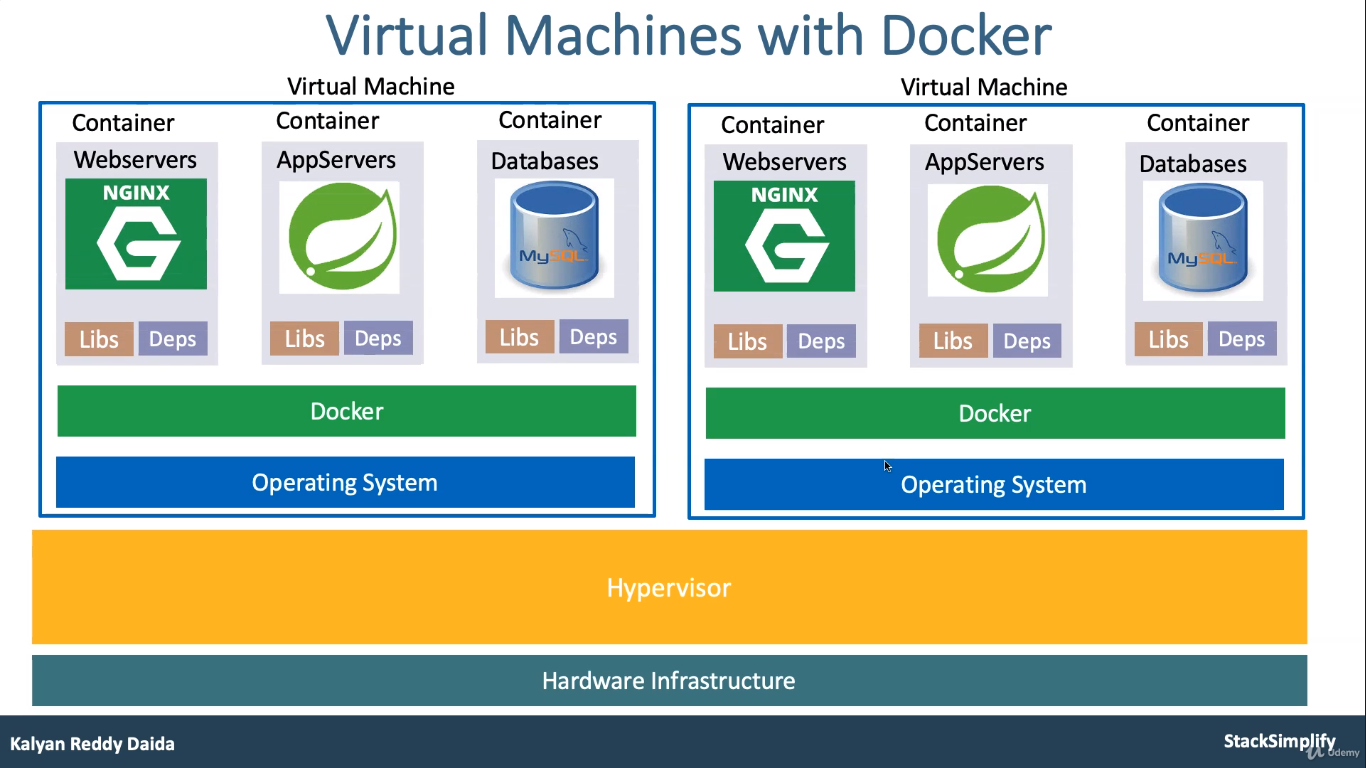 Virtual Machines with Docker
Virtual Machine
Container
Container
Container
Webservers
AppServers
Databases
NGINX
G
MySQL
Libs
Deps
Libs
Deps
Libs
Deps
Docker
Operating System
Virtual Machine
Container
Container
Container
Webservers
AppServers
Databases
NGINX
G
MySQL
Libs
Deps
Libs
Deps
Libs
Deps
Docker
Operating System
Hypervisor
Hardware Infrastructure
Kalyan Reddy Daida
StackSimplify
Udemy